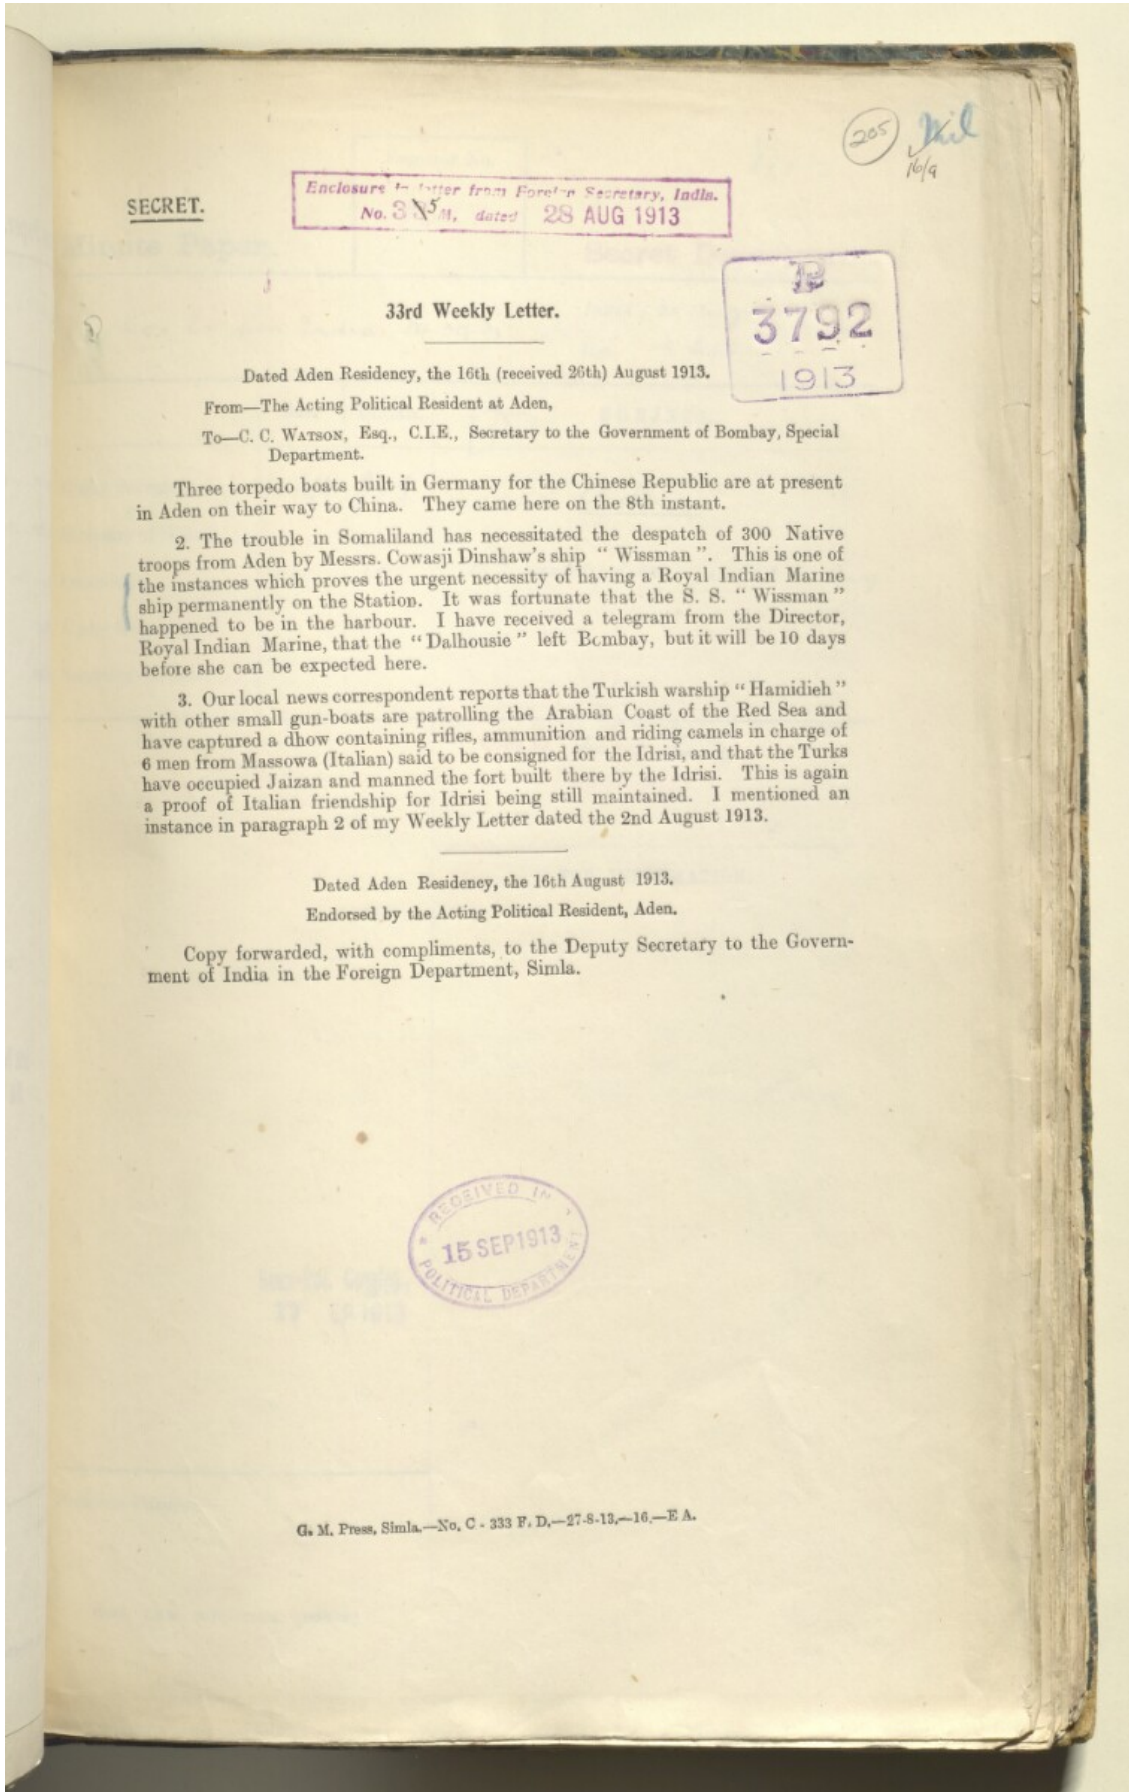 205
16/9
SECRET.
Enclosure in letter from Foreign Secretary, India.
No. 35 M, dated 28 AUG 1913
P
3792
1913
33rd Weekly Letter.
Dated Aden Residency, the 16th (received 26th) August 1913.
From—The Acting Political Resident at Aden,
To—C. C. WATSON, Esq., C.I.E., Secretary to the Government of Bombay, Special
Department.
Three torpedo boats built in Germany for the Chinese Republic are at present
in Aden on their way to China. They came here on the 8th instant.
2. The trouble in Somaliland has necessitated the despatch of 300 Native
troops from Aden by Messrs. Cowasji Dinshaw's ship " Wissman ". This is one of
the instances which proves the urgent necessity of having a Royal Indian Marine
ship permanently on the Station. It was fortunate that the S. S. " Wissman "
happened to be in the harbour. I have received a telegram from the Director,
Royal Indian Marine, that the " Dalhousie " left Bombay, but it will be 10 days
before she can be expected here.
3. Our local news correspondent reports that the Turkish warship " Hamidieh "
with other small gun-boats are patrolling the Arabian Coast of the Red Sea and
have captured a dhow containing rifles, ammunition and riding camels in charge of
6 men from Massowa (Italian) said to be consigned for the Idrisi, and that the Turks
have occupied Jaizan and manned the fort built there by the Idrisi. This is again
a proof of Italian friendship for Idrisi being still maintained. I mentioned an
instance in paragraph 2 of my Weekly Letter dated the 2nd August 1913.
Dated Aden Residency, the 16th August 1913.
Endorsed by the Acting Political Resident, Aden.
Copy forwarded, with compliments, to the Deputy Secretary to the Govern-
ment of India in the Foreign Department, Simla.
RECEIVED IN
15 SEP 1913
POLITICAL DEPARTMENT
G. M. Press, Simla.—No. C - 333 F. D.—27-8-13.—16.—E A.